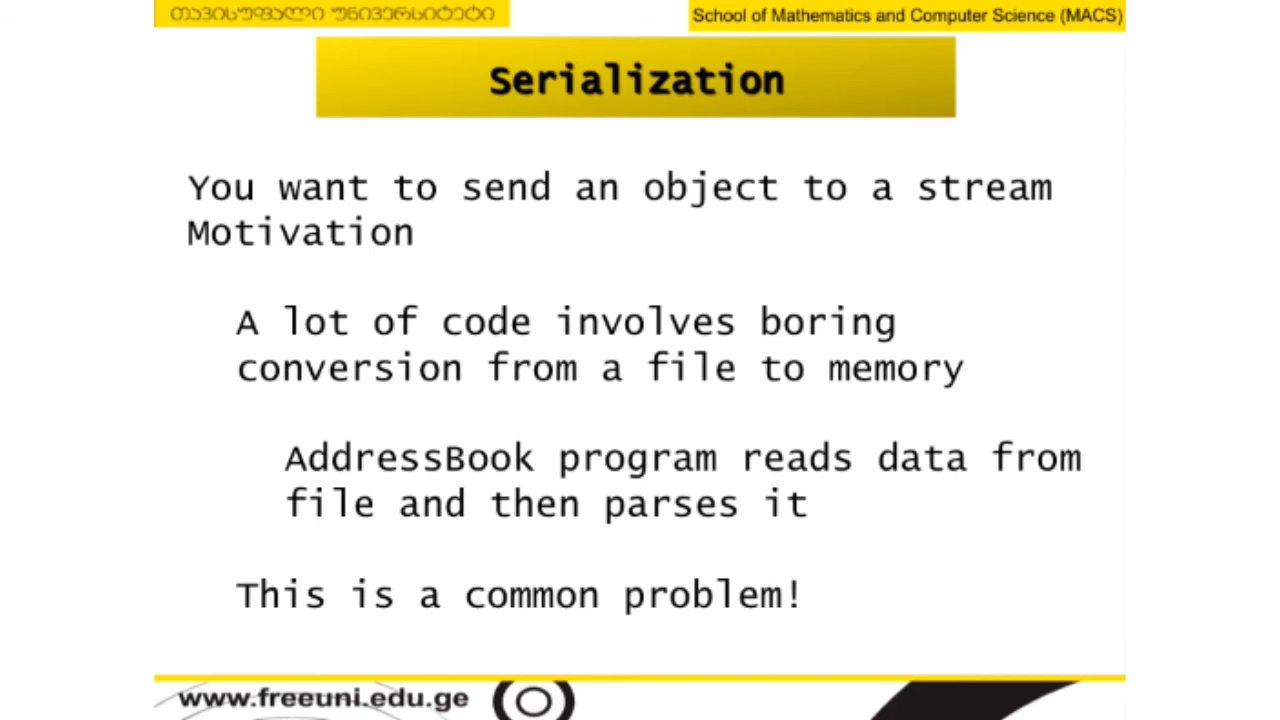 თავისუფალი უნივერსიტეტი
School of Mathematics and Computer Science (MACS)
Serialization
You want to send an object to a stream
Motivation
A lot of code involves boring
conversion from a file to memory
AddressBook program reads data from
file and then parses it
This is a common problem!
www.freeuni.edu.ge